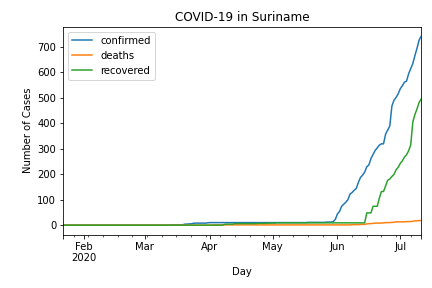 COVID-19 in Suriname
confirmed
deaths
recovered
Number of Cases
700
600
500
400
300
200
100
0
Feb
2020
Mar
Apr
May
Jun
Jul
Day